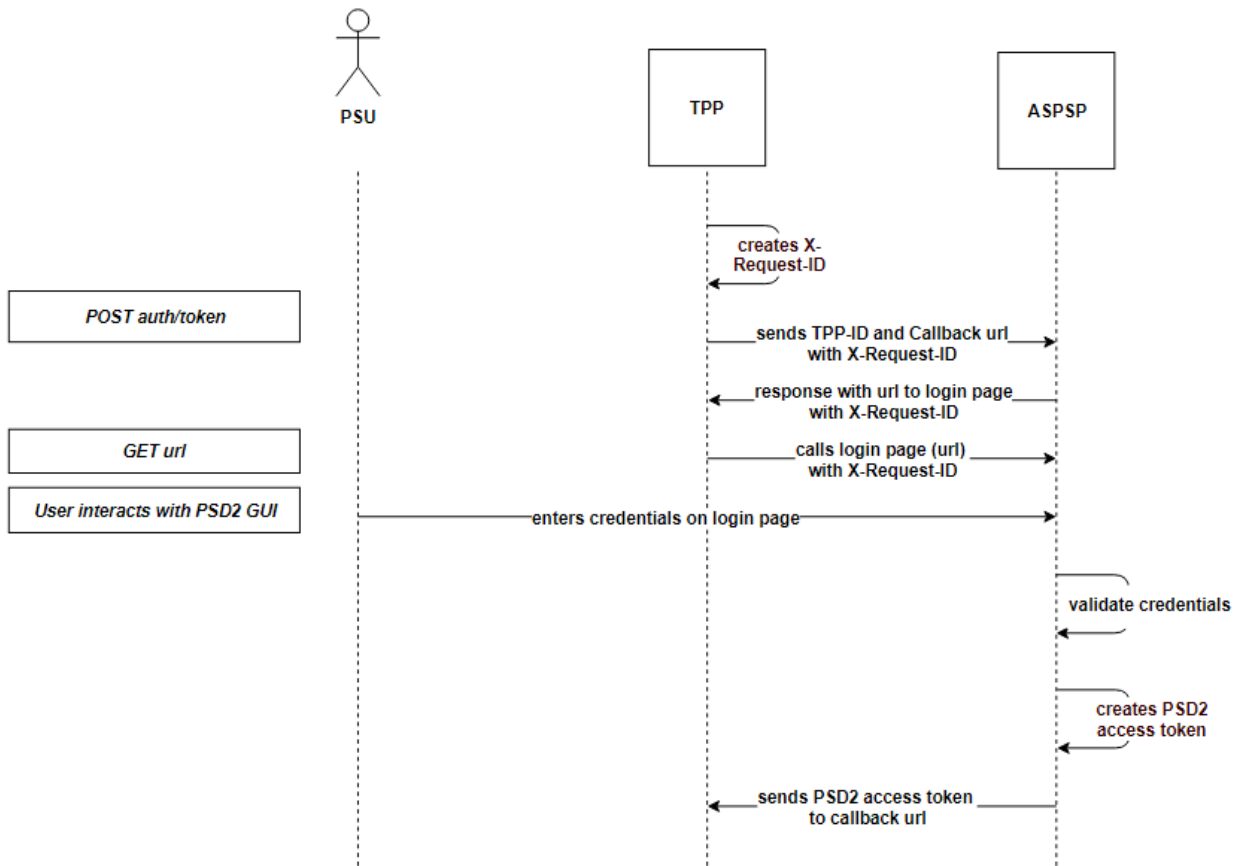 PSU
TPP
ASPSP
creates X-
Request-ID
POST auth/token
sends TPP-ID and Callback url
with X-Request-ID
response with url to login page
with X-Request-ID
GET url
calls login page (url)
with X-Request-ID
User interacts with PSD2 GUI
enters credentials on login page
validate credentials
creates PSD2
access token
sends PSD2 access token
to callback url